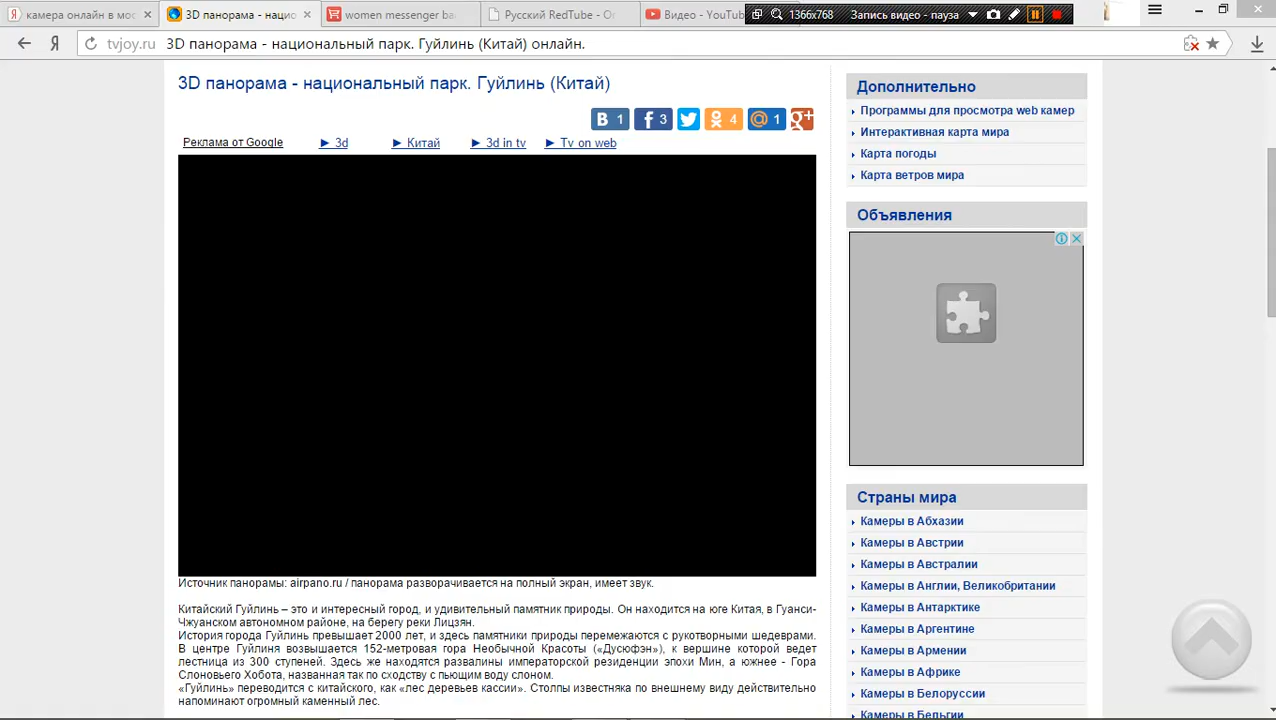 камера онлайн в мос
3D панорама - нацио
women messenger ba
Русский RedTube - О
Видео - YouTub
1366x768
Запись видео - пауза
Я
tvjoy.ru
3D панорама - национальный парк. Гуйлинь (Китай) онлайн.
3D панорама - национальный парк. Гуйлинь (Китай)
В 1
f 3
4
@ 1
g+
Реклама от Google
► 3d
► Китай
► 3d in tv
► Tv on web
Источник панорамы: airpano.ru / панорама разворачивается на полный экран, имеет звук.
Китайский Гуйлинь – это и интересный город, и удивительный памятник природы. Он находится на юге Китая, в Гуанси-
Чжуанском автономном районе, на берегу реки Лицзян.
История города Гуйлинь превышает 2000 лет, и здесь памятники природы перемежаются с рукотворными шедеврами.
В центре Гуйлиня возвышается 152-метровая гора Необычной Красоты («Дусюфэн»), к вершине которой ведет
лестница из 300 ступеней. Здесь же находятся развалины императорской резиденции эпохи Мин, а южнее - Гора
Слоновьего Хобота, названная так по сходству с пьющим воду слоном.
«Гуйлинь» переводится с китайского, как «лес деревьев кассии». Столпы известняка по внешнему виду действительно
напоминают огромный каменный лес.
Дополнительно
Программы для просмотра web камер
Интерактивная карта мира
Карта погоды
Карта ветров мира
Объявления
Страны мира
Камеры в Абхазии
Камеры в Австрии
Камеры в Австралии
Камеры в Англии, Великобритании
Камеры в Антарктике
Камеры в Аргентине
Камеры в Армении
Камеры в Африке
Камеры в Белоруссии
Камеры в Бельгии